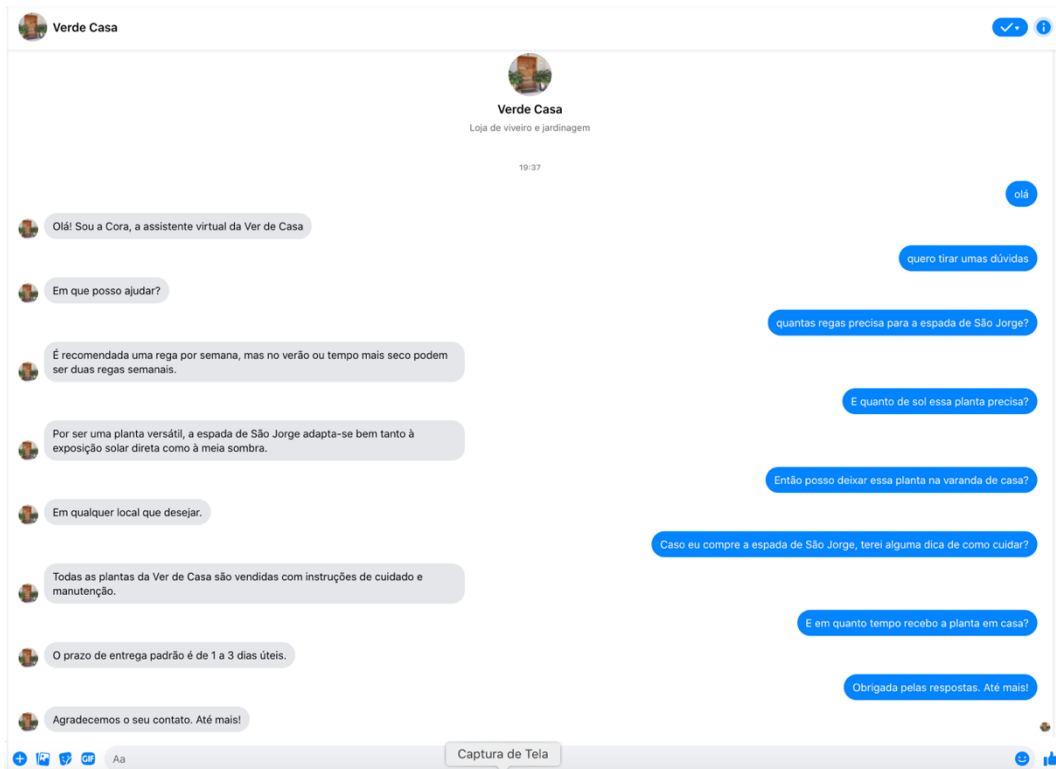 Verde Casa
Verde Casa
Loja de viveiro e jardinagem
19:37
olá
Olá! Sou a Cora, a assistente virtual da Ver de Casa
quero tirar umas dúvidas
Em que posso ajudar?
quantas regas precisa para a espada de São Jorge?
É recomendada uma rega por semana, mas no verão ou tempo mais seco podem
ser duas regas semanais.
E quanto de sol essa planta precisa?
Por ser uma planta versátil, a espada de São Jorge adapta-se bem tanto à
exposição solar direta como à meia sombra.
Então posso deixar essa planta na varanda de casa?
Em qualquer local que desejar.
Caso eu compre a espada de São Jorge, terei alguma dica de como cuidar?
Todas as plantas da Ver de Casa são vendidas com instruções de cuidado e
manutenção.
E em quanto tempo recebo a planta em casa?
O prazo de entrega padrão é de 1 a 3 dias úteis.
Obrigada pelas respostas. Até mais!
Agradecemos o seu contato. Até mais!
GIF
Aa
Captura de Tela